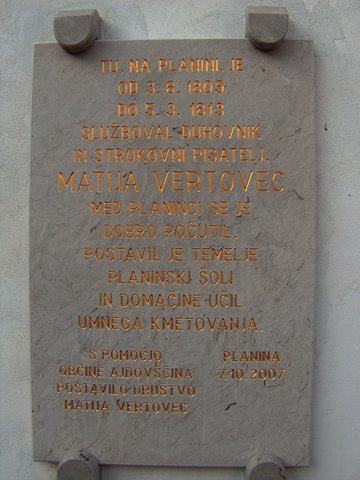 TU, NA PLANINI, JE
OD 3. 6. 1809
DO 5. 3. 1813
SLUŽBOVAL DUHOVNIK
IN STROKOVNI PISATELJ,
MATIJA VERTOVEC
MED PLANINCI SE JE
DOBRO POČUTIL,
POSTAVIL JE TEMELJE
PLANINSKI ŠOLI
IN DOMAČINE UČIL
UMNEGA KMETOVANJA.
S POMOČJO
OBČINE AJDOVŠČINA
POSTAVILO DRUŠTVO
MATIJA VERTOVEC
PLANINA
7.10.2007